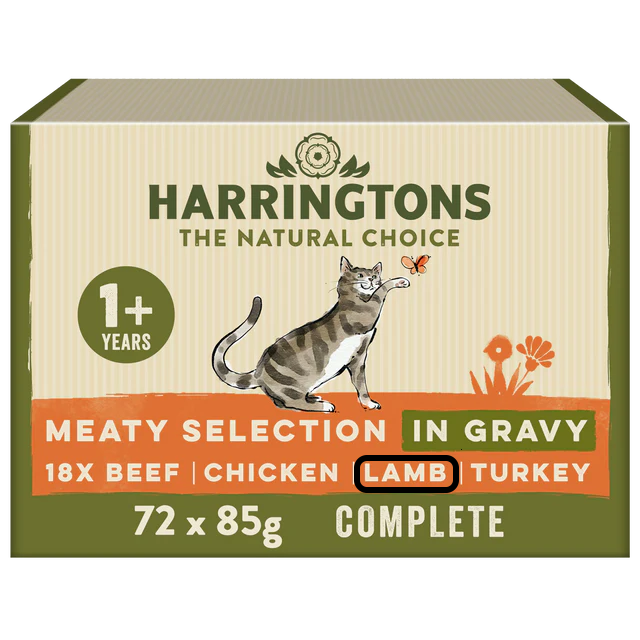 HARRINGTONS
THE NATURAL CHOICE
1+
YEARS
MEATY SELECTION IN GRAVY
18X BEEF | CHICKEN | LAMB | TURKEY
72 x 85g COMPLETE